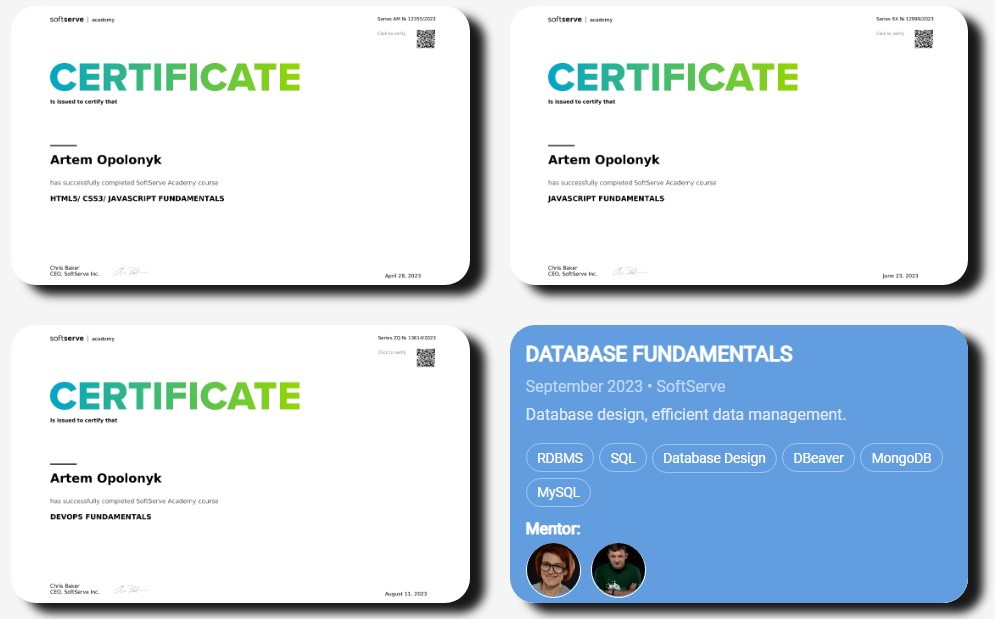 softserve | academy
Series AM № 12355/2023
Click to verify
CERTIFICATE
Is issued to certify that
Artem Opolonyk
has successfully completed SoftServe Academy course
HTML5/ CSS3/ JAVASCRIPT FUNDAMENTALS
Chris Baker
CEO, SoftServe Inc.
April 28, 2023
softserve | academy
Series RX № 12999/2023
Click to verify
CERTIFICATE
Is issued to certify that
Artem Opolonyk
has successfully completed SoftServe Academy course
JAVASCRIPT FUNDAMENTALS
Chris Baker
CEO, SoftServe Inc.
June 23, 2023
softserve | academy
Series ZQ № 13614/2023
Click to verify
CERTIFICATE
Is issued to certify that
Artem Opolonyk
has successfully completed SoftServe Academy course
DEVOPS FUNDAMENTALS
Chris Baker
CEO, SoftServe Inc.
August 11, 2023
DATABASE FUNDAMENTALS
September 2023 • SoftServe
Database design, efficient data management.
RDBMS SQL Database Design DBeaver MongoDB
MySQL
Mentor: